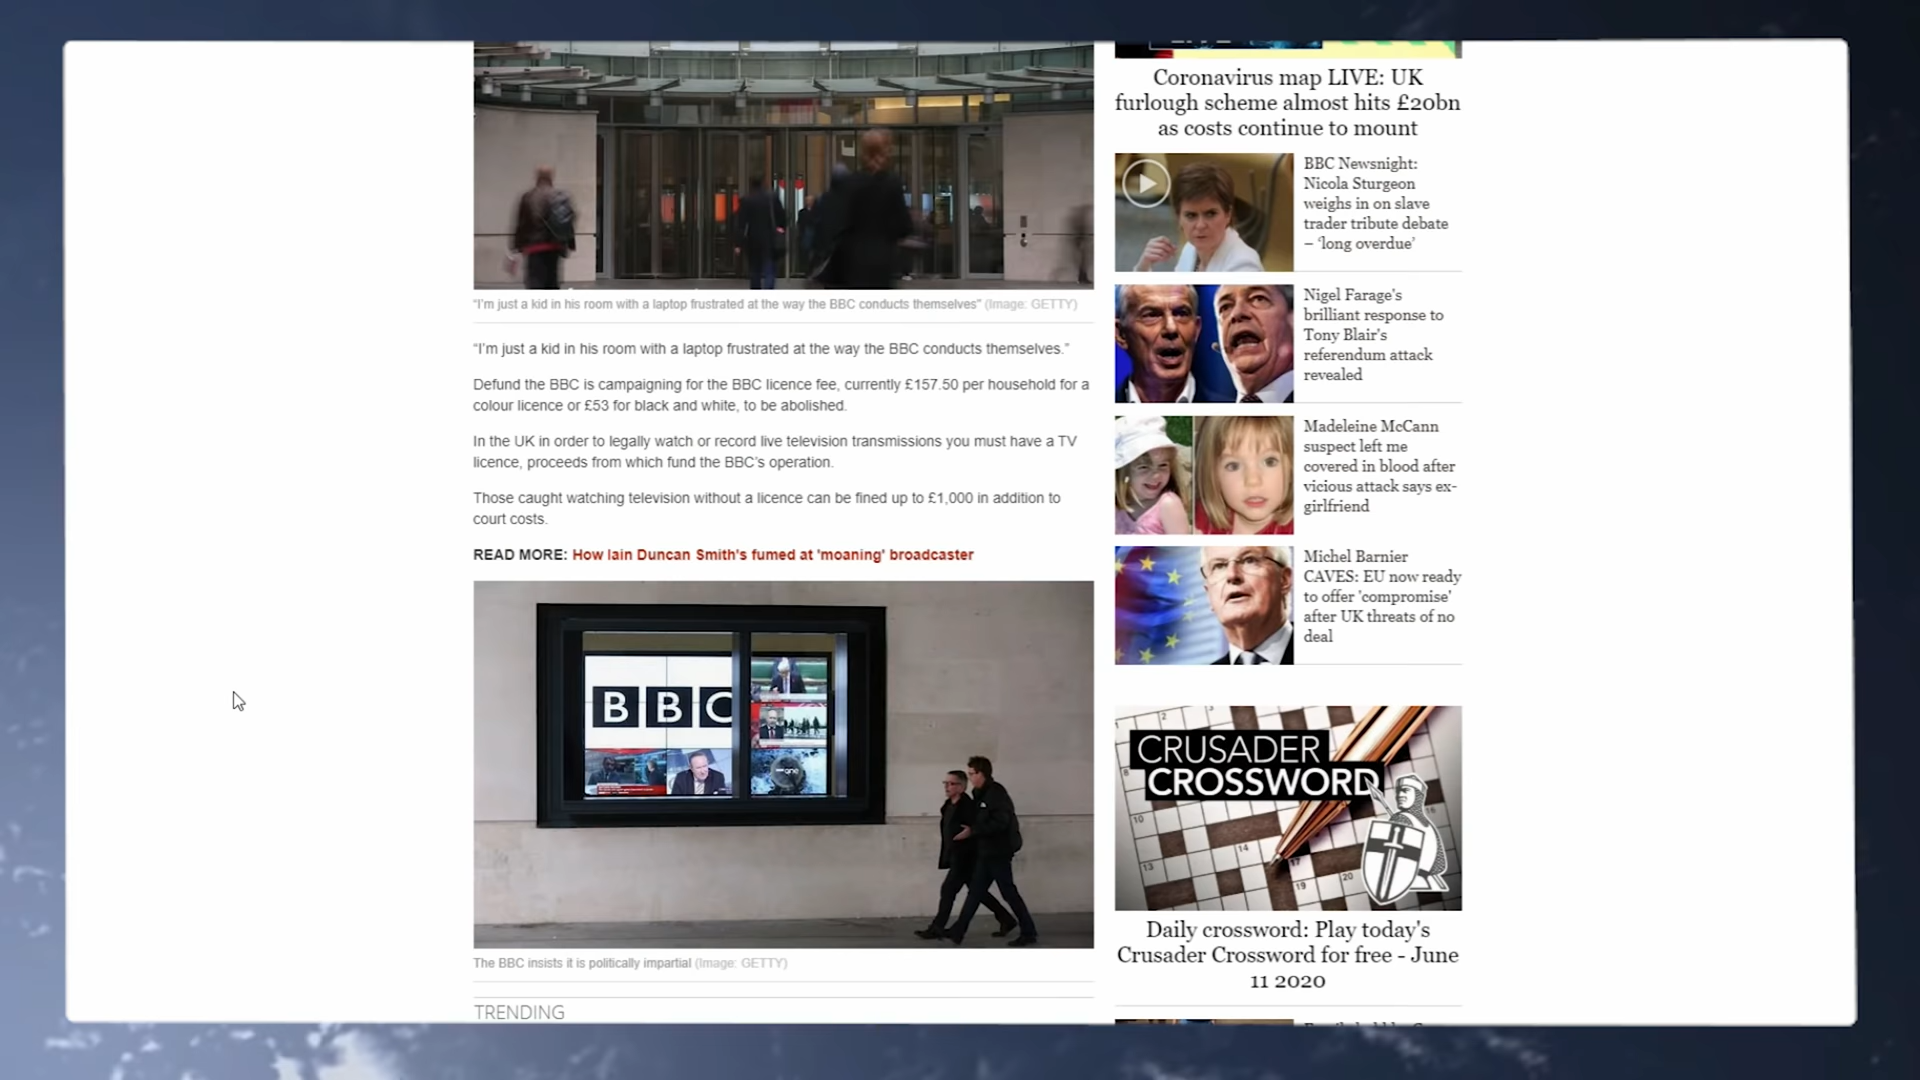 "I'm just a kid in his room with a laptop frustrated at the way the BBC conducts themselves" (Image: GETTY)
"I'm just a kid in his room with a laptop frustrated at the way the BBC conducts themselves."
Defund the BBC is campaigning for the BBC licence fee, currently £157.50 per household for a
colour licence or £53 for black and white, to be abolished.
In the UK in order to legally watch or record live television transmissions you must have a TV
licence, proceeds from which fund the BBC's operation.
Those caught watching television without a licence can be fined up to £1,000 in addition to
court costs.
READ MORE: How Iain Duncan Smith's fumed at 'moaning' broadcaster
BBC
The BBC insists it is politically impartial (Image: GETTY)
TRENDING
Coronavirus map LIVE: UK
furlough scheme almost hits £20bn
as costs continue to mount
BBC Newsnight:
Nicola Sturgeon
weighs in on slave
trader tribute debate
– 'long overdue'
Nigel Farage's
brilliant response to
Tony Blair's
referendum attack
revealed
Madeleine McCann
suspect left me
covered in blood after
vicious attack says ex-
girlfriend
Michel Barnier
CAVES: EU now ready
to offer 'compromise'
after UK threats of no
deal
CRUSADER
CROSSWORD
Daily crossword: Play today's
Crusader Crossword for free - June
11 2020